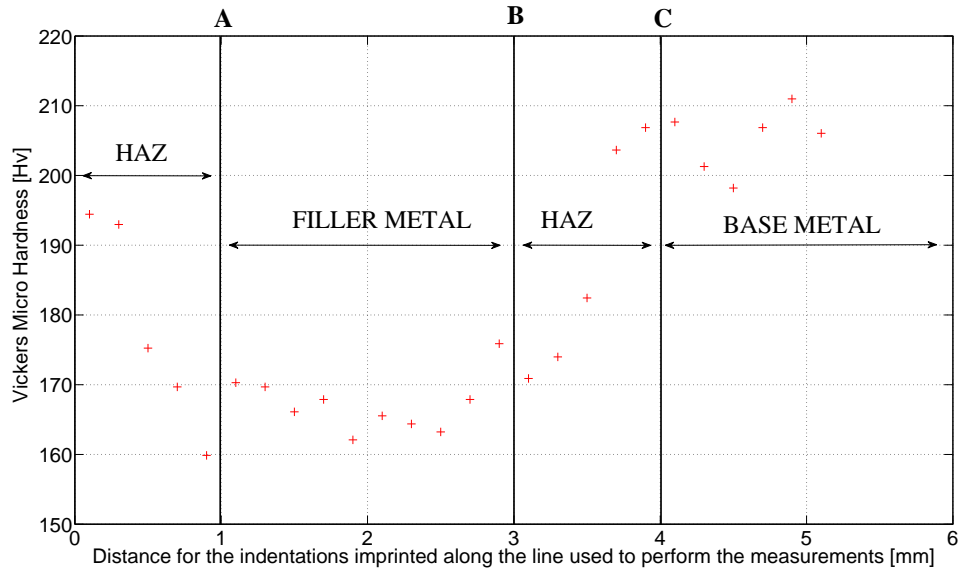 A B C
220
210
200
190
180
170
160
150
HAZ
FILLER METAL
HAZ
BASE METAL
Vickers Micro Hardness [Hv]
0 1 2 3 4 5 6
Distance for the indentations imprinted along the line used to perform the measurements [mm]